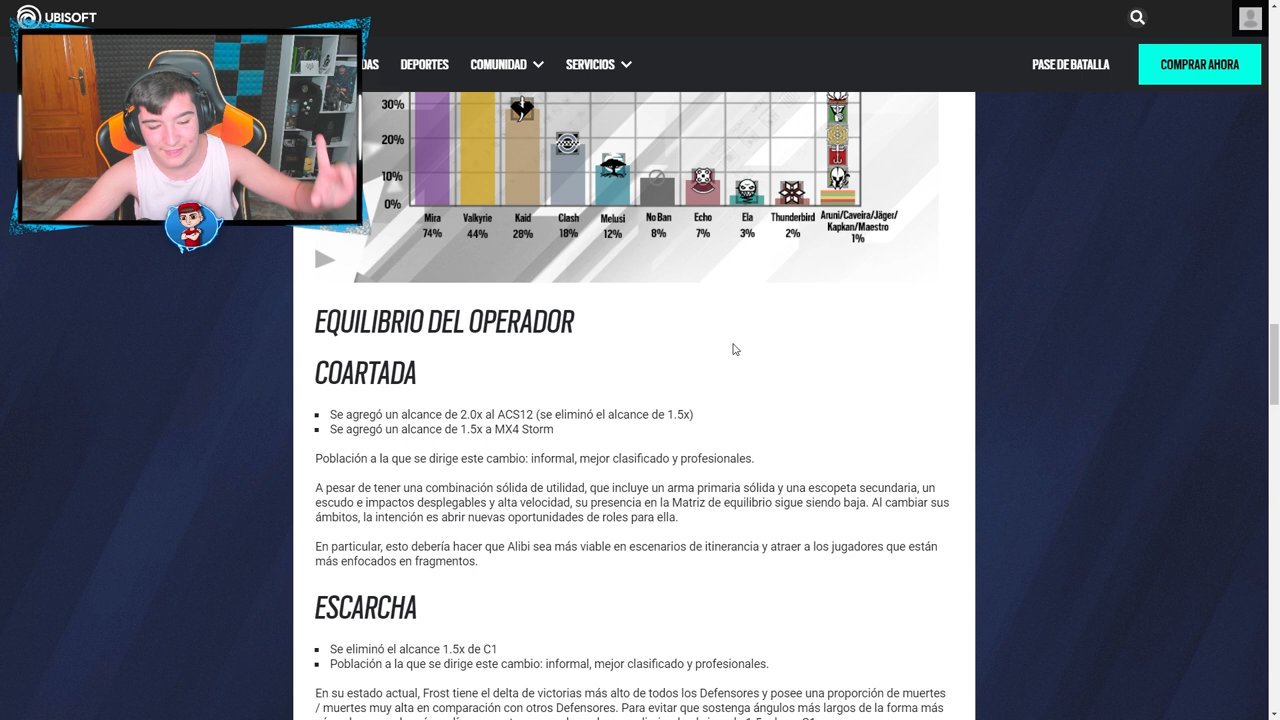 UBISOFT
DAS
DEPORTES
COMUNIDAD
SERVICIOS
PASE DE BATALLA
COMPRAR AHORA
30%
20%
10%
0%
Mira
74%
Valkyrie
44%
Kaid
28%
Clash
18%
Melusi
12%
No Ban
8%
Echo
7%
Ela
3%
Thunderbird
2%
Aruni/Caveira/Jäger/
Kapkan/Maestro
1%
EQUILIBRIO DEL OPERADOR
COARTADA
Se agregó un alcance de 2.0x al ACS12 (se eliminó el alcance de 1.5x)
Se agregó un alcance de 1.5x a MX4 Storm
Población a la que se dirige este cambio: informal, mejor clasificado y profesionales.
A pesar de tener una combinación sólida de utilidad, que incluye un arma primaria sólida y una escopeta secundaria, un
escudo e impactos desplegables y alta velocidad, su presencia en la Matriz de equilibrio sigue siendo baja. Al cambiar sus
ámbitos, la intención es abrir nuevas oportunidades de roles para ella.
En particular, esto debería hacer que Alibi sea más viable en escenarios de itinerancia y atraer a los jugadores que están
más enfocados en fragmentos.
ESCARCHA
Se eliminó el alcance 1.5x de C1
Población a la que se dirige este cambio: informal, mejor clasificado y profesionales.
En su estado actual, Frost tiene el delta de victorias más alto de todos los Defensores y posee una proporción de muertes
/ muertes muy alta en comparación con otros Defensores. Para evitar que sostenga ángulos más largos de la forma más